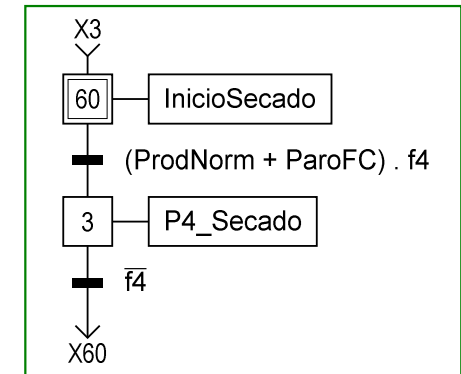 X3
60 InicioSecado
(ProdNorm + ParoFC) . f4
3 P4_Secado
f4̅
X60